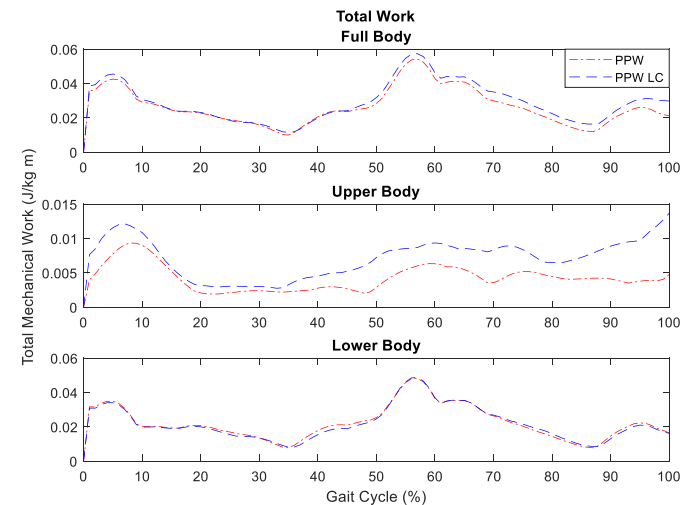 Total Work
Full Body
0.06
0.04
0.02
0
0 10 20 30 40 50 60 70 80 90 100
PPW
PPW LC
Upper Body
0.015
0.01
0.005
0
0 10 20 30 40 50 60 70 80 90 100
Total Mechanical Work (J/kg m)
Lower Body
0.06
0.04
0.02
0
0 10 20 30 40 50 60 70 80 90 100
Gait Cycle (%)